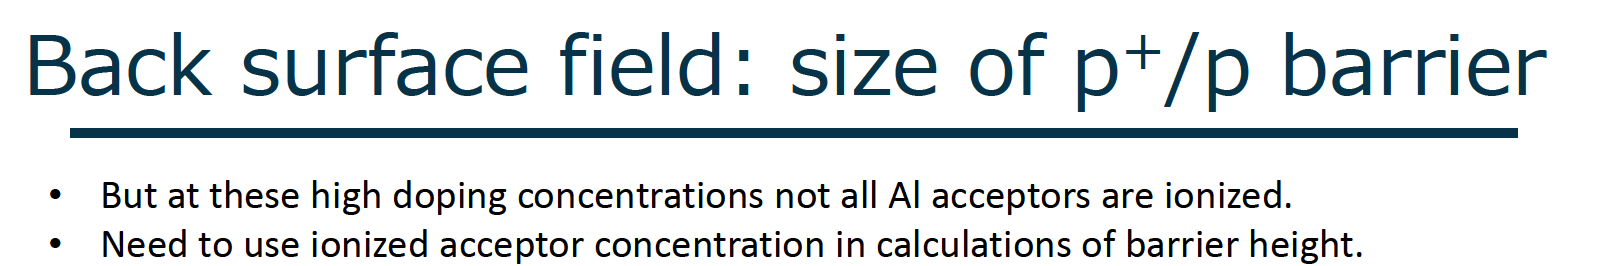 Back surface field: size of p⁺/p barrier
• But at these high doping concentrations not all Al acceptors are ionized.
• Need to use ionized acceptor concentration in calculations of barrier height.